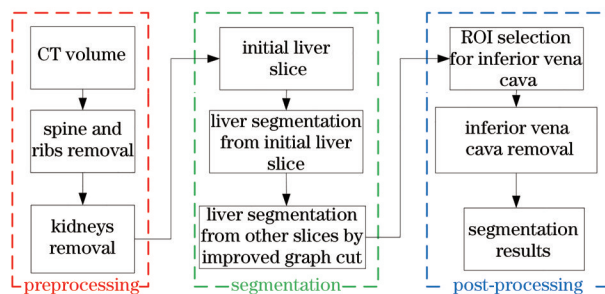 CT volume
spine and
ribs removal
kidneys
removal
preprocessing
initial liver
slice
liver segmentation
from initial liver
slice
liver segmentation
from other slices by
improved graph cut
segmentation
ROI selection
for inferior vena
cava
inferior vena
cava removal
segmentation
results
post-processing